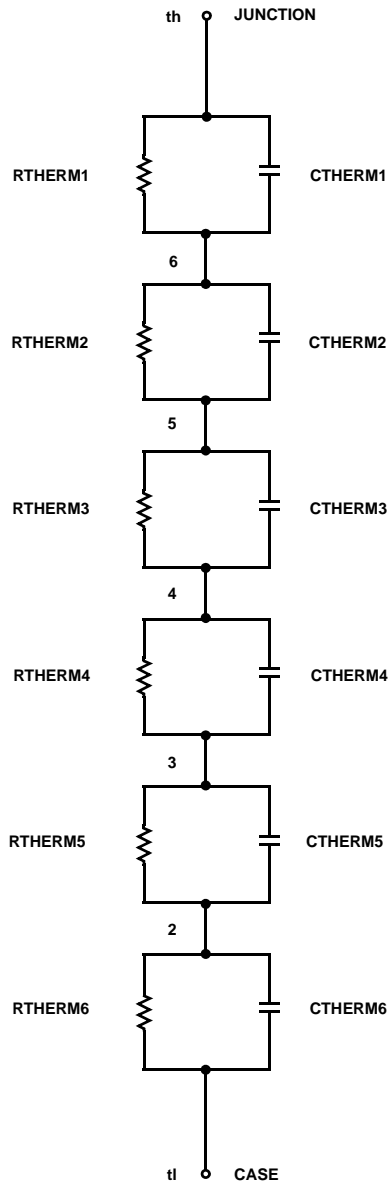 th JUNCTION
RTHERM1 CTHERM1
6
RTHERM2 CTHERM2
5
RTHERM3 CTHERM3
4
RTHERM4 CTHERM4
3
RTHERM5 CTHERM5
2
RTHERM6 CTHERM6
tl CASE